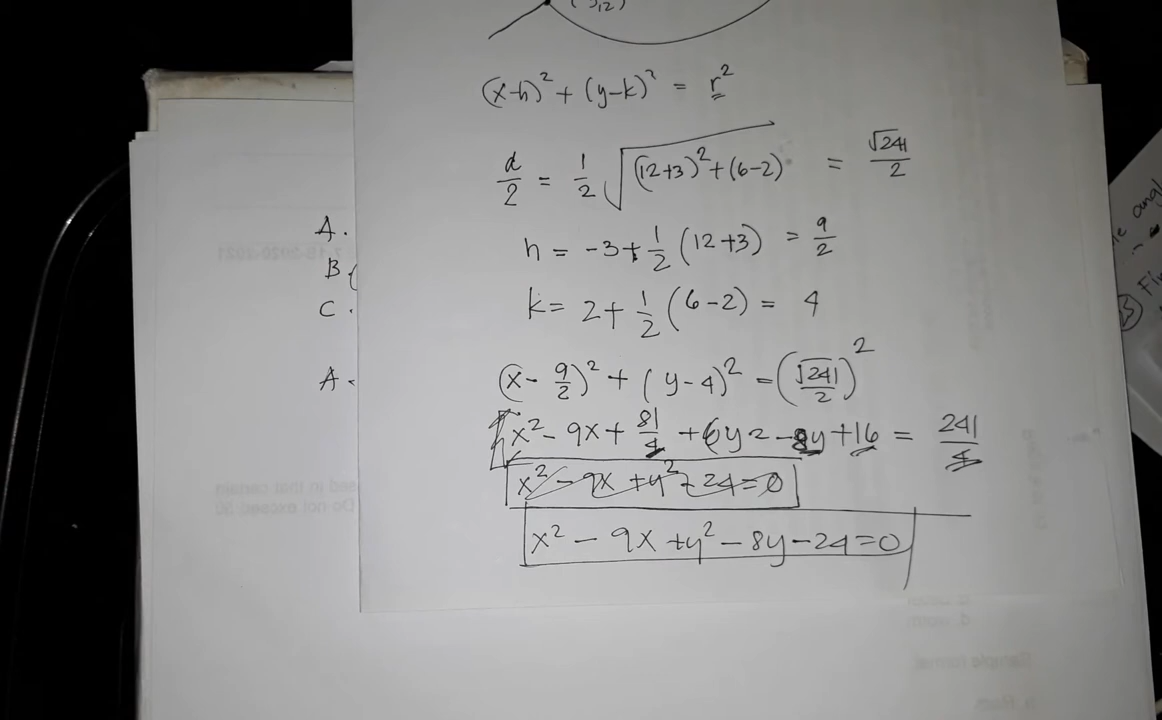 (x-h)² + (y-k)² = r²
d/2 = 1/2 √((12+3)² + (6-2) = √241/2
h = -3 + 1/2 (12+3) = 9/2
k = 2 + 1/2 (6-2) = 4
A.
B
C.
A.
(x - 9/2)² + (y-4)² = (√241/2)²
x² - 9x + 81/4 + y2 - 8y + 16 = 241/4
x² - 9x + y² - 24 = 0
x² - 9x + y² - 8y - 24 = 0